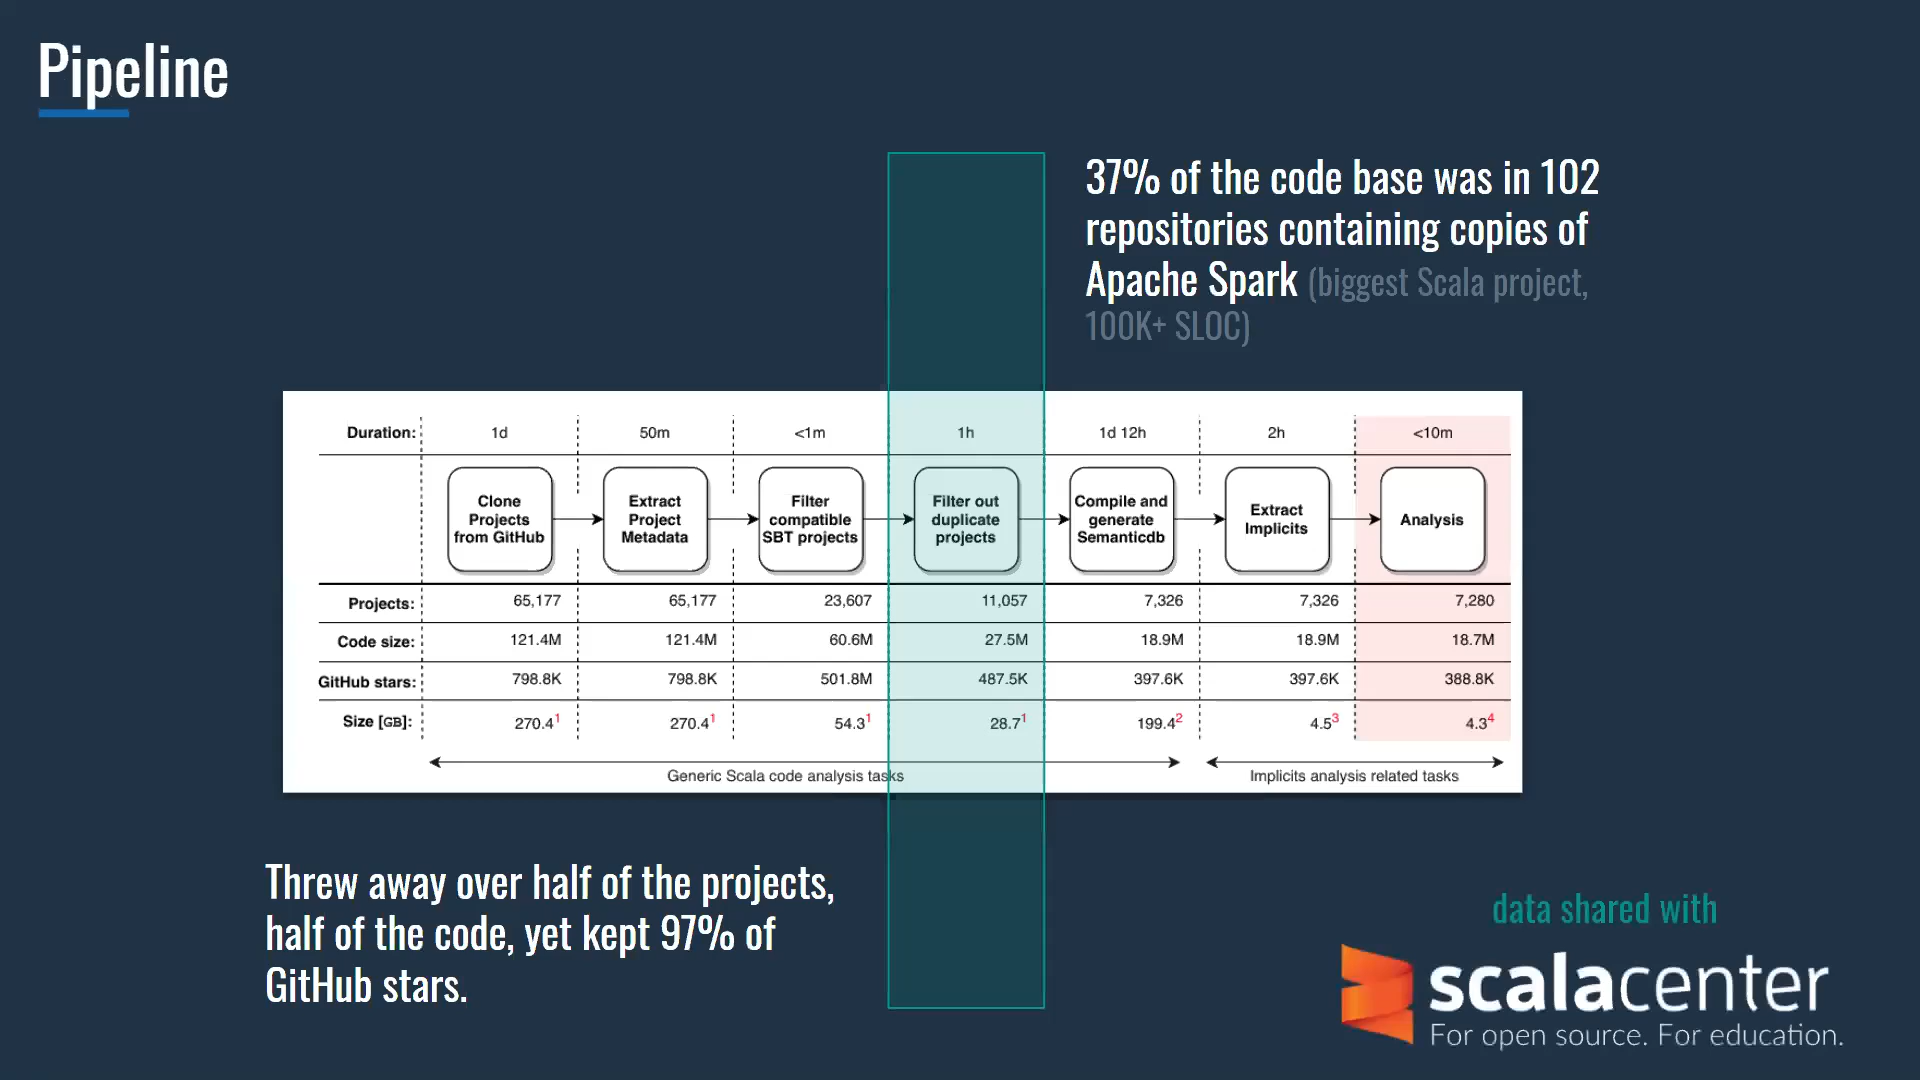 Pipeline
37% of the code base was in 102
repositories containing copies of
Apache Spark (biggest Scala project,
100K+ SLOC)
Duration: 1d 50m <1m 1h 1d 12h 2h <10m
Clone
Projects
from GitHub
Extract
Project
Metadata
Filter
compatible
SBT projects
Filter out
duplicate
projects
Compile and
generate
Semanticdb
Extract
Implicits
Analysis
Projects: 65,177 65,177 23,607 11,057 7,326 7,326 7,280
Code size: 121.4M 121.4M 60.6M 27.5M 18.9M 18.9M 18.7M
GitHub stars: 798.8K 798.8K 501.8M 487.5K 397.6K 397.6K 388.8K
Size [GB]: 270.4¹ 270.4¹ 54.3¹ 28.7¹ 199.4² 4.5³ 4.3⁴
Generic Scala code analysis tasks
Implicits analysis related tasks
Threw away over half of the projects,
half of the code, yet kept 97% of
GitHub stars.
data shared with
scalacenter
For open source. For education.